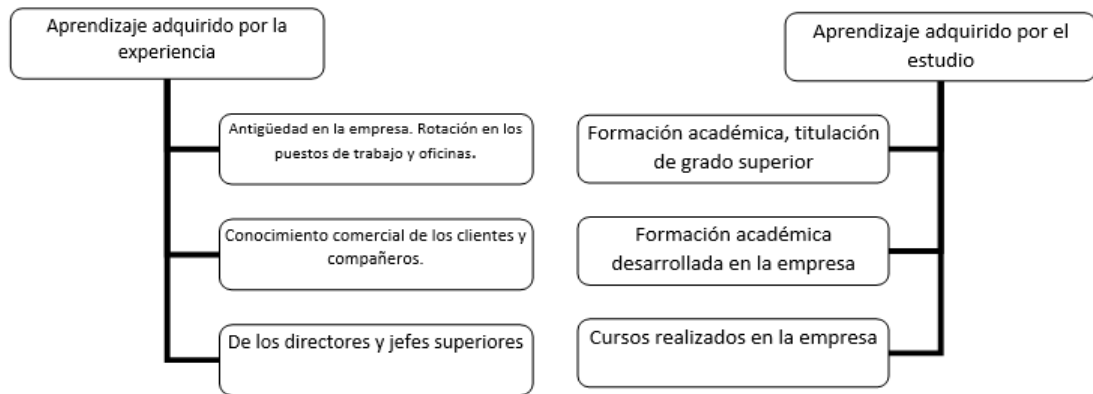 Aprendizaje adquirido por la
experiencia
Antigüedad en la empresa. Rotación en los
puestos de trabajo y oficinas.
Conocimiento comercial de los clientes y
compañeros.
De los directores y jefes superiores
Aprendizaje adquirido por el
estudio
Formación académica, titulación
de grado superior
Formación académica
desarrollada en la empresa
Cursos realizados en la empresa